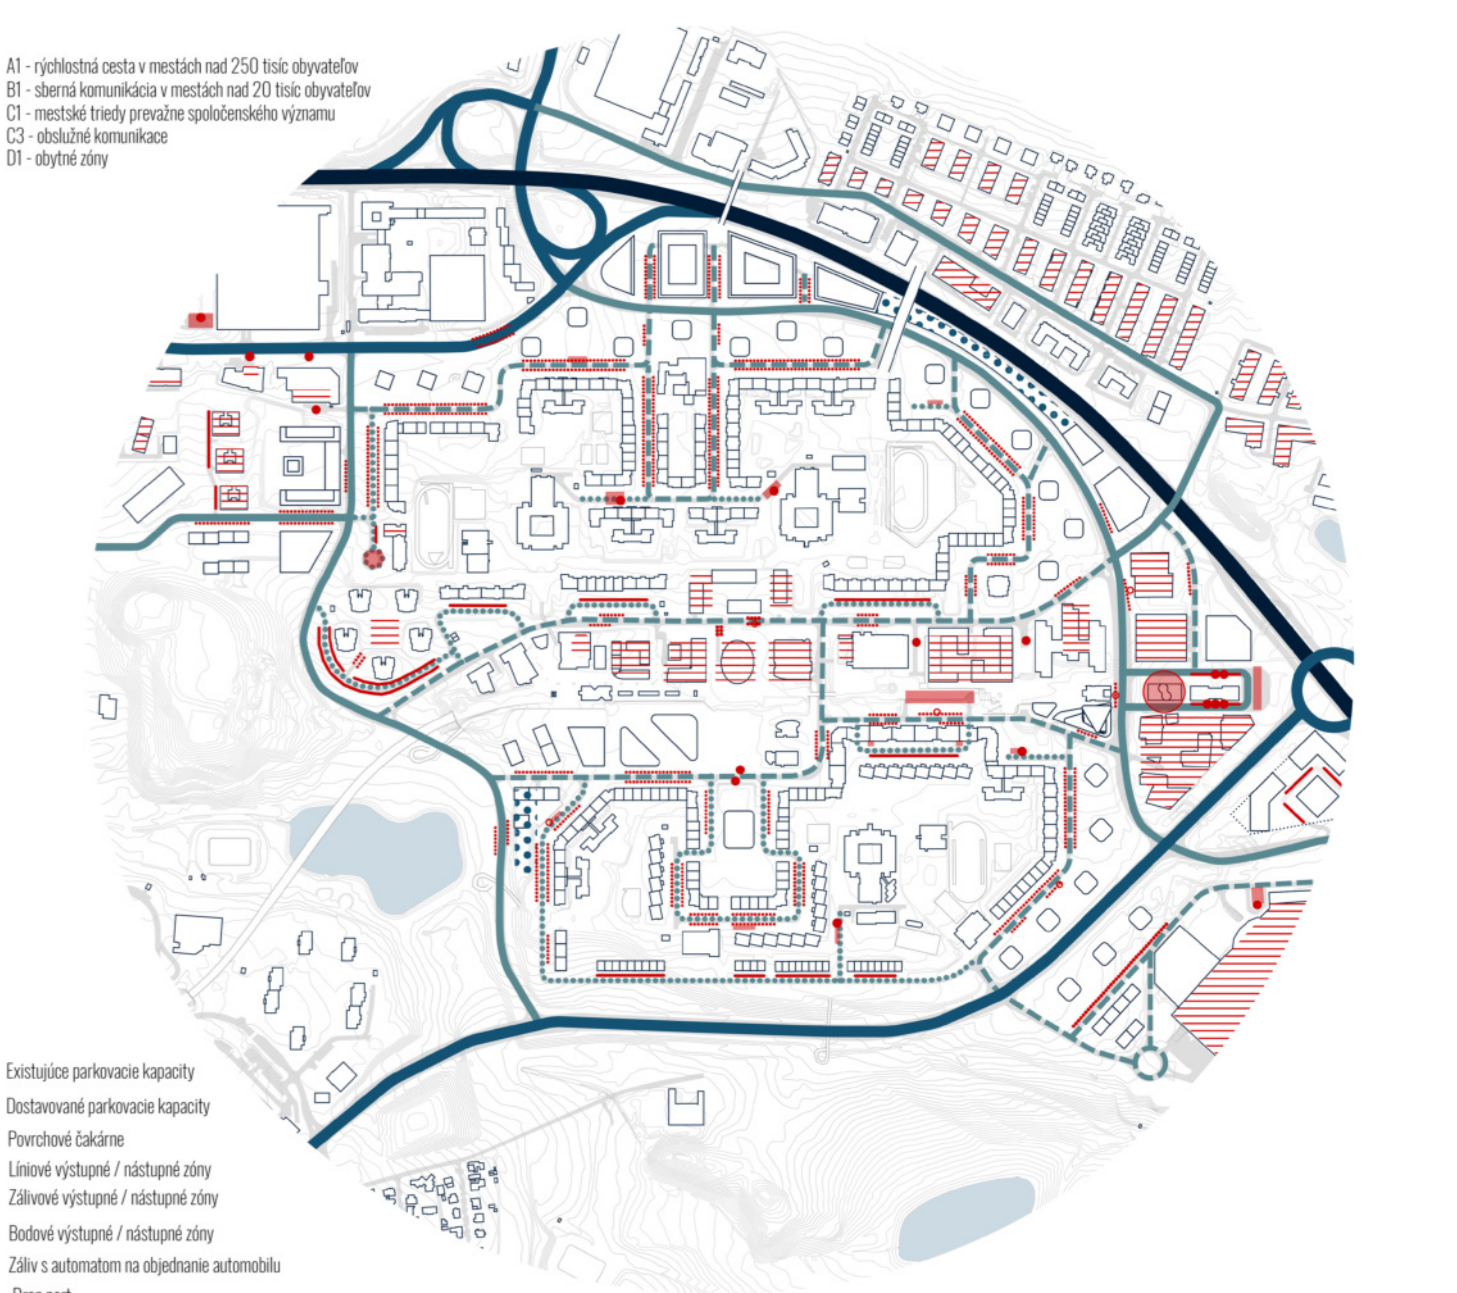 A1 - rýchlostná cesta v mestách nad 250 tisíc obyvateľov
B1 - sberná komunikácia v mestách nad 20 tisíc obyvateľov
C1 - mestské triedy prevažne spoločenského významu
C3 - obslužné komunikace
D1 - obytné zóny
Existujúce parkovacie kapacity
Dostavované parkovacie kapacity
Povrchové čakárne
Líniové výstupné / nástupné zóny
Zálivové výstupné / nástupné zóny
Bodové výstupné / nástupné zóny
Záliv s automatom na objednanie automobilu